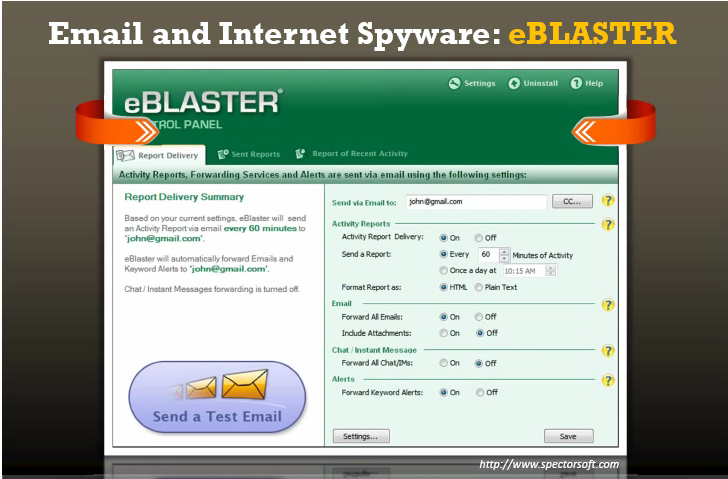 Email and Internet Spyware: eBLASTER
eBLASTER®
TROL PANEL
Settings
Uninstall
Help
Report Delivery
Sent Reports
Report of Recent Activity
Activity Reports, Forwarding Services and Alerts are sent via email using the following settings:
Report Delivery Summary
Based on your current settings, eBlaster will send
an Activity Report via email every 60 minutes to
'john@gmail.com'.
eBlaster will automatically forward Emails and
Keyword Alerts to 'john@gmail.com'.
Chat / Instant Messages forwarding is turned off.
Send a Test Email
Send via Email to: john@gmail.com CC... ?
Activity Reports ?
Activity Report Delivery: On Off
Send a Report: Every 60 Minutes of Activity
Once a day at 10:15 AM
Format Report as: HTML Plain Text
Email ?
Forward All Emails: On Off
Include Attachments: On Off
Chat / Instant Message ?
Forward All Chat/IMs: On Off
Alerts ?
Forward Keyword Alerts: On Off
Settings... Save
http://www.spectorsoft.com